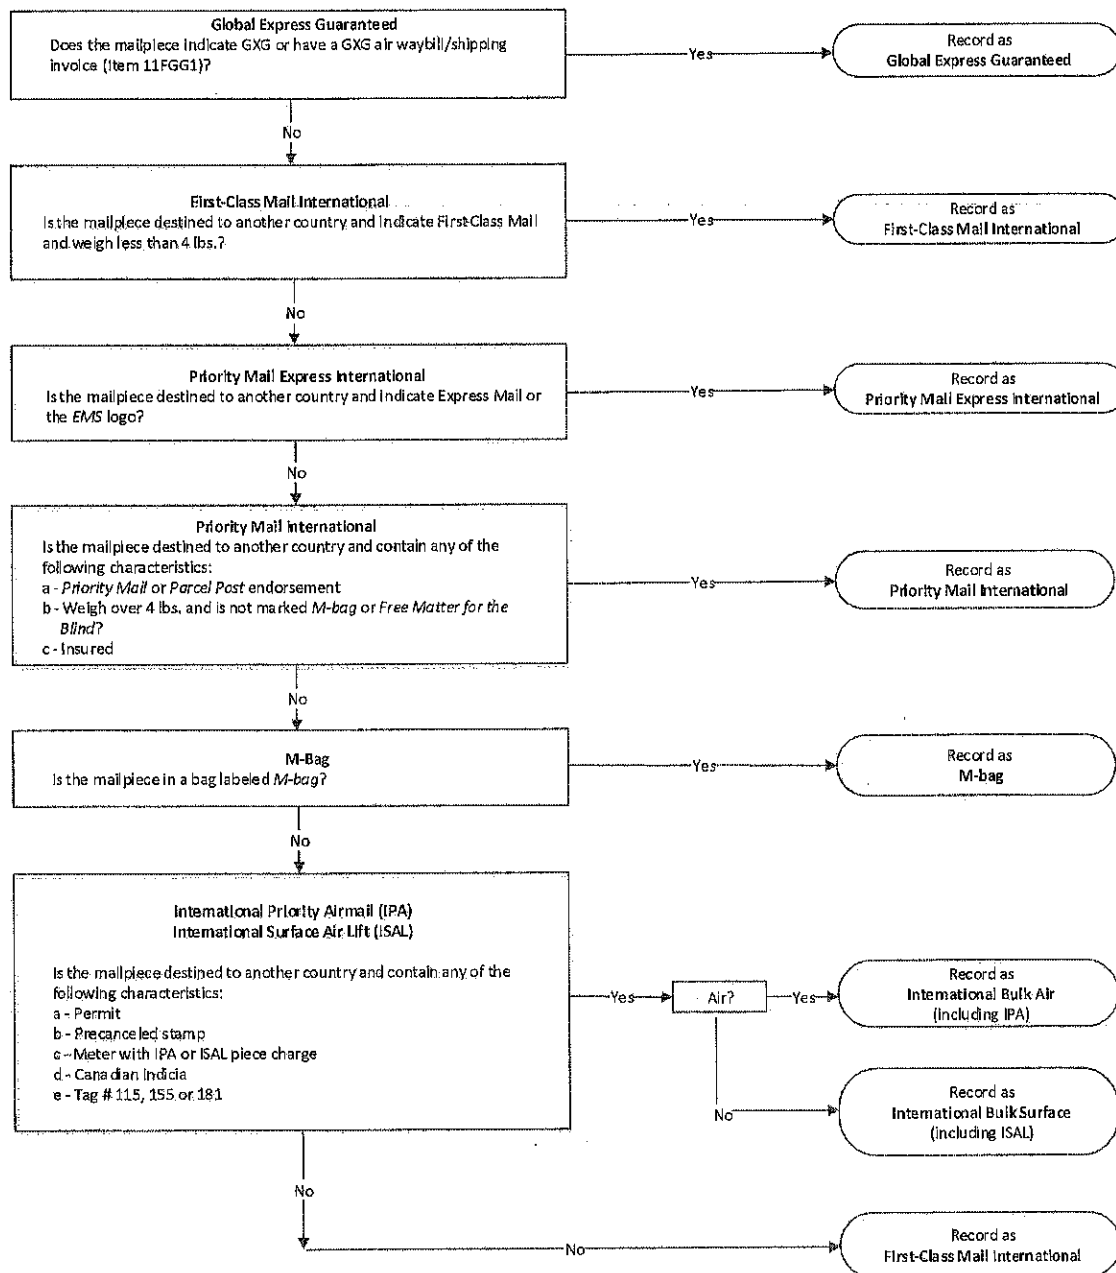 Global Express Guaranteed
Does the mailpiece indicate GXG or have a GXG air waybill/shipping
invoice (Item 11FGG1)?
Yes
Record as
Global Express Guaranteed
No
First-Class Mail International
Is the mailpiece destined to another country and indicate First-Class Mail
and weigh less than 4 lbs.?
Yes
Record as
First-Class Mail International
No
Priority Mail Express International
Is the mailpiece destined to another country and indicate Express Mail or
the EMS logo?
Yes
Record as
Priority Mail Express International
No
Priority Mail International
Is the mailpiece destined to another country and contain any of the
following characteristics:
a - Priority Mail or Parcel Post endorsement
b - Weigh over 4 lbs. and is not marked M-bag or Free Matter for the
Blind?
c - Insured
Yes
Record as
Priority Mail International
No
M-Bag
Is the mailpiece in a bag labeled M-bag?
Yes
Record as
M-bag
No
International Priority Airmail (IPA)
International Surface Air Lift (ISAL)
Is the mailpiece destined to another country and contain any of the
following characteristics:
a - Permit
b - Precanceled stamp
c - Meter with IPA or ISAL piece charge
d - Canadian Indicia
e - Tag # 115, 155 or 181
Yes
Air?
Yes
Record as
International Bulk Air
(including IPA)
No
Record as
International Bulk Surface
(including ISAL)
No
No
Record as
First-Class Mail International